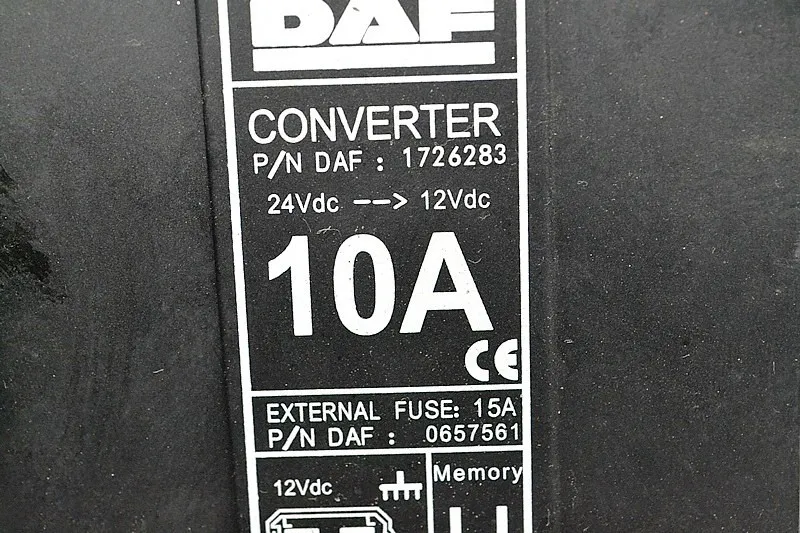 DAF
CONVERTER
P/N DAF : 1726283
24Vdc --> 12Vdc
10A
CE
EXTERNAL FUSE: 15A
P/N DAF : 0657561
12Vdc
Memory